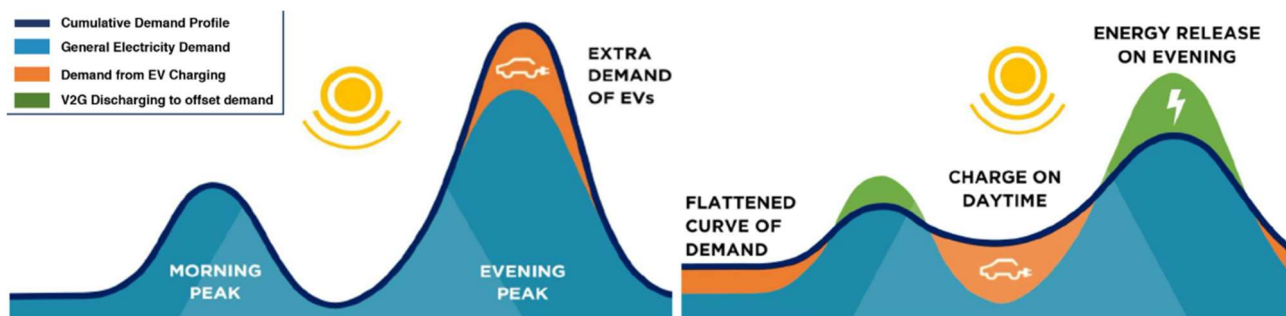 Cumulative Demand Profile
General Electricity Demand
Demand from EV Charging
V2G Discharging to offset demand
EXTRA
DEMAND
OF EVs
MORNING
PEAK
EVENING
PEAK
ENERGY RELEASE
ON EVENING
CHARGE ON
DAYTIME
FLATTENED
CURVE OF
DEMAND